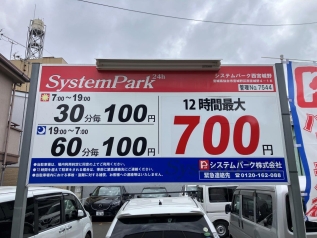 SystemPark 24h
システムパーク西宮城野
管理No.7544
7:00〜19:00
30分毎100円
19:00〜7:00
60分毎100円
12時間最大
700円
システムパーク株式会社
緊急連絡先 0120-162-088